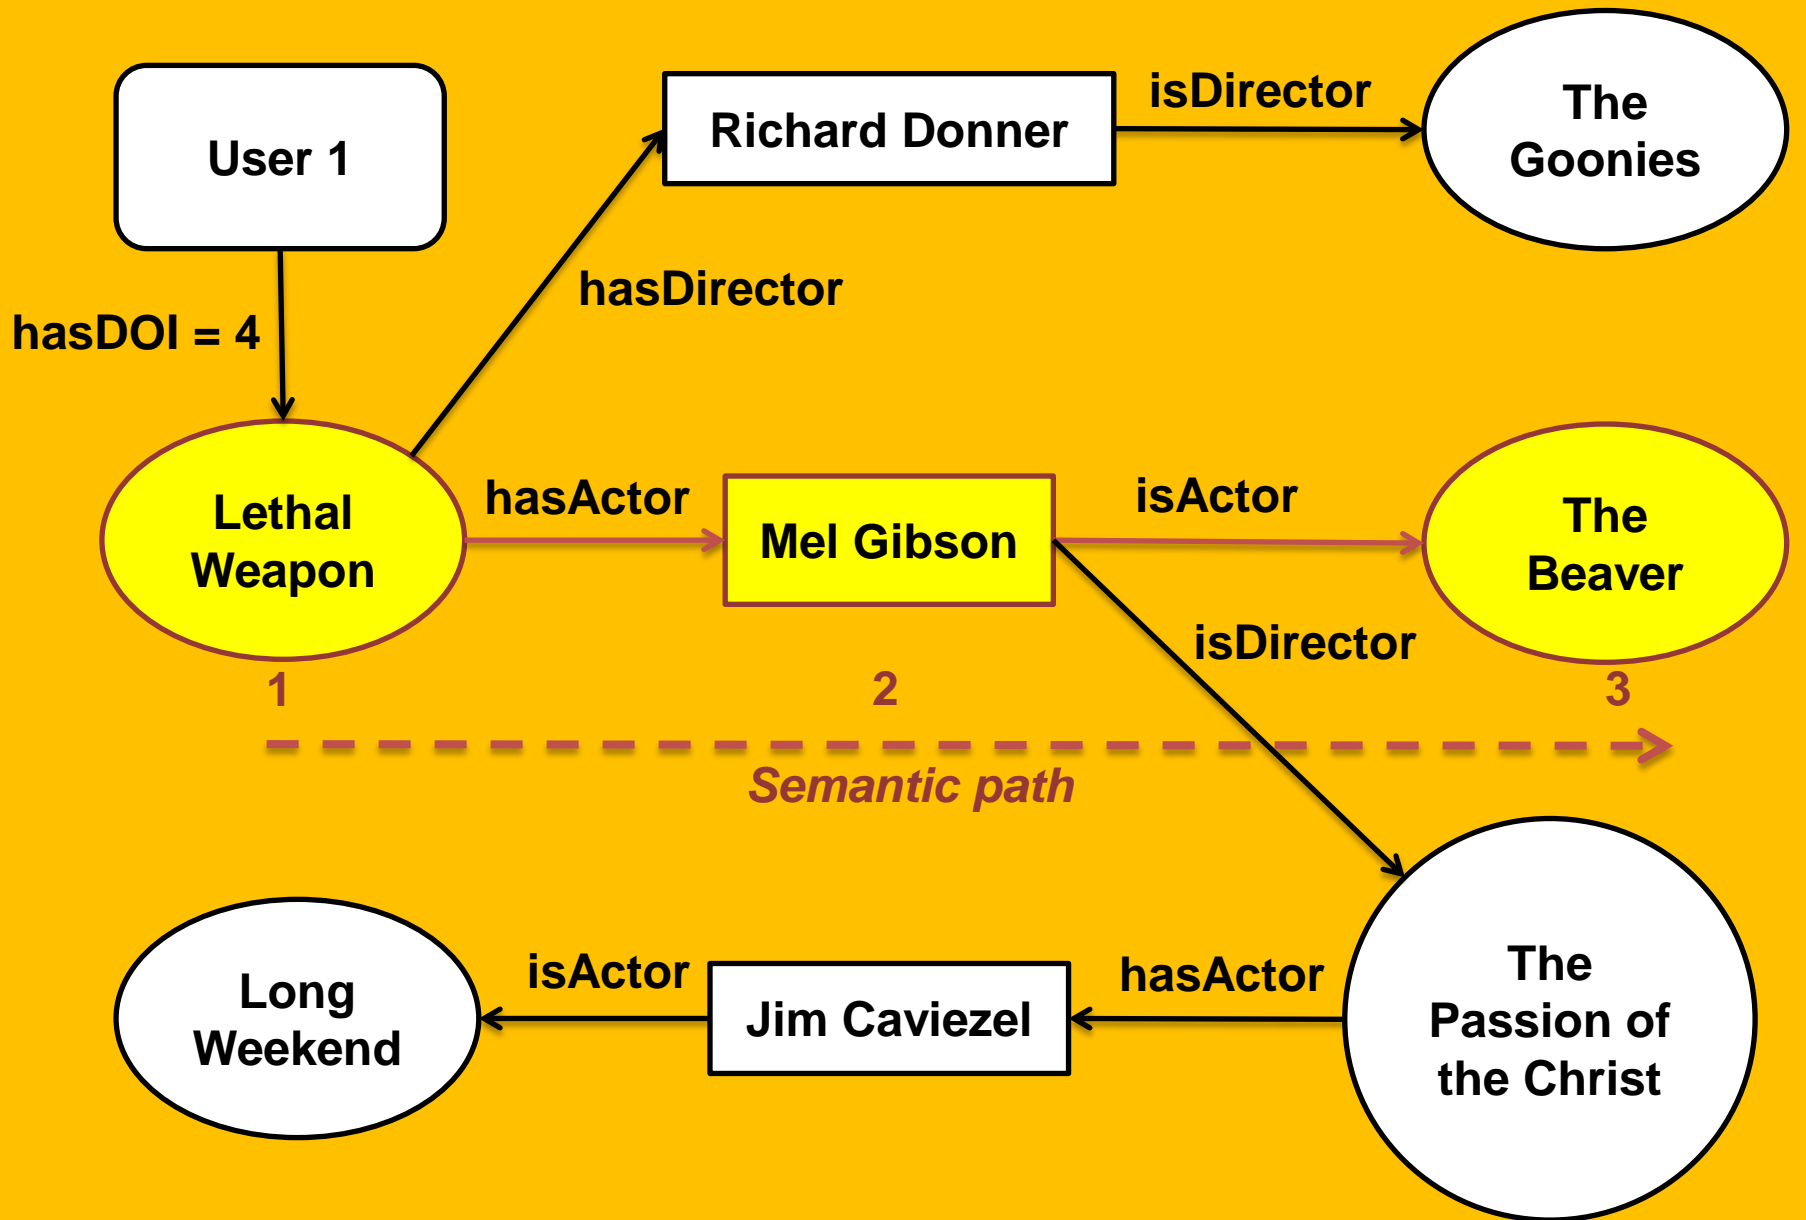 User 1
Richard Donner
isDirector
The
Goonies
hasDirector
hasDOI = 4
Lethal
Weapon
hasActor
Mel Gibson
isActor
The
Beaver
isDirector
1
2
3
Semantic path
Long
Weekend
isActor
Jim Caviezel
hasActor
The
Passion of
the Christ